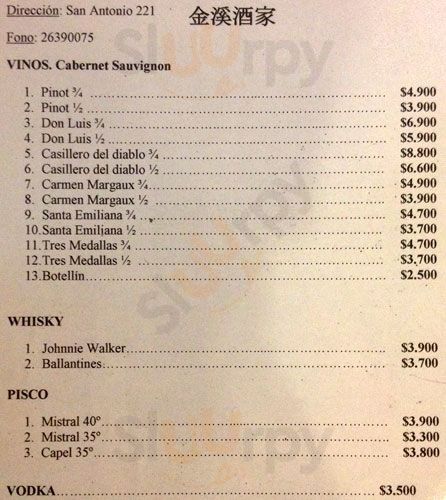 Dirección: San Antonio 221
金溪酒家
Fono: 26390075
VINOS. Cabernet Sauvignon
1. Pinot ¾ $4.900
2. Pinot ½ $3.900
3. Don Luis ¾ $6.900
4. Don Luis ½ $5.900
5 Casillero del diablo ¾ $8.800
6. Casillero del diablo ½ $6.600
7. Carmen Margaux ¾ $4.900
8. Carmen Margaux ½ $3.900
9. Santa Emiliana ¾ $4.700
10. Santa Emiliana ½ $3.700
11. Tres Medallas ¾ $4.700
12. Tres Medallas ½ $3,700
13. Botellín $2.500
WHISKY
1. Johnnie Walker $3.900
2. Ballantines $3.700
PISCO
1. Mistral 40º $3.900
2. Mistral 35º $3.300
3. Capel 35º $3.800
VODKA $3.500
sluurpy
sluurpy
sluurpy